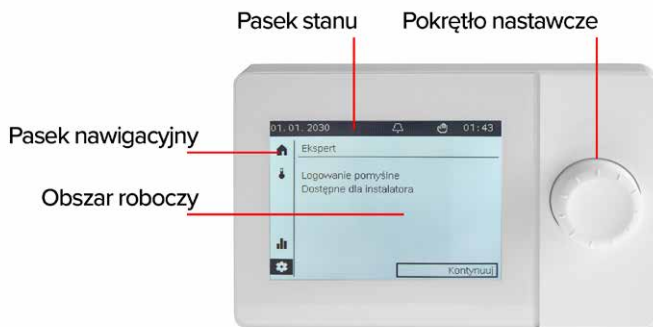 Pasek stanu
Pokrętło nastawcze
Pasek nawigacyjny
Obszar roboczy
01.01.2030 01:43
Ekspert
Logowanie pomyślne
Dostępne dla instalatora
Kontynuuj